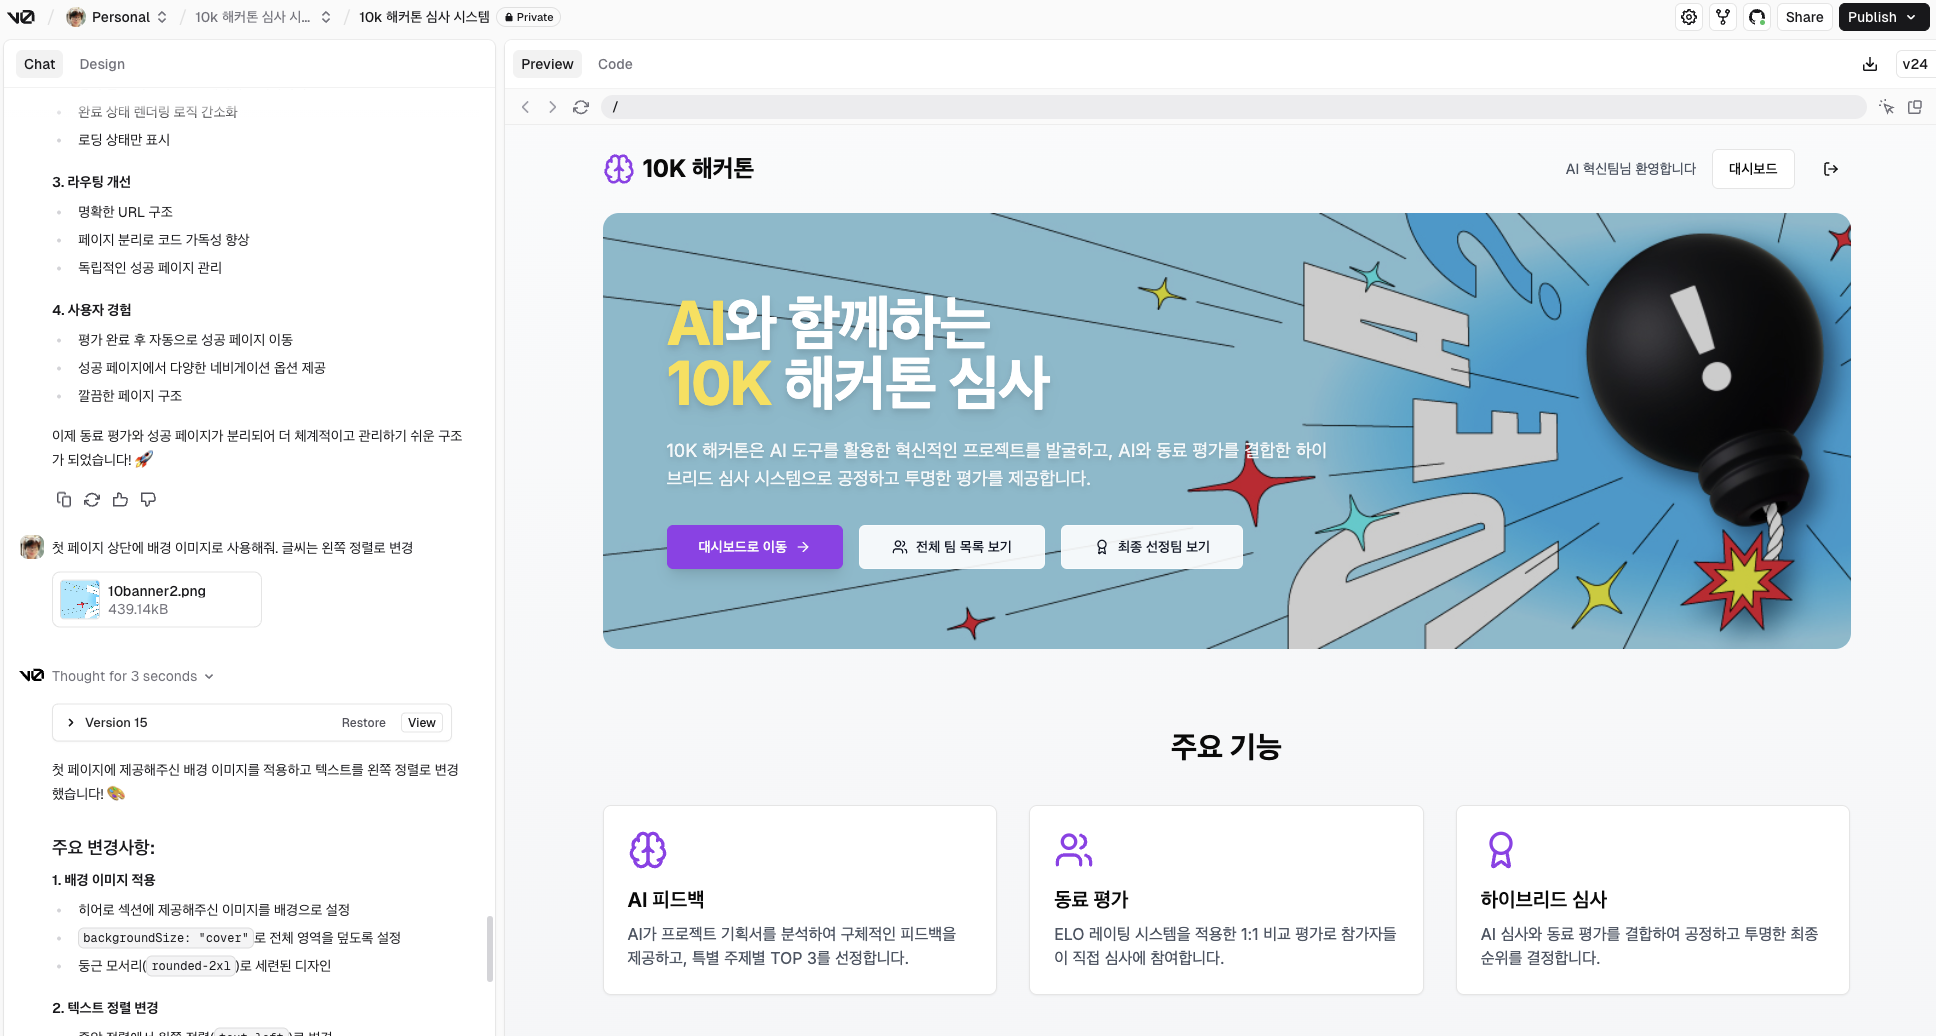 v0
Personal
10k 해커톤 심사 시...
10k 해커톤 심사 시스템
Private
Share
Publish
Chat
Design
완료 상태 렌더링 로직 간소화
로딩 상태만 표시
3. 라우팅 개선
명확한 URL 구조
페이지 분리로 코드 가독성 향상
독립적인 성공 페이지 관리
4. 사용자 경험
평가 완료 후 자동으로 성공 페이지 이동
성공 페이지에서 다양한 네비게이션 옵션 제공
깔끔한 페이지 구조
이제 동료 평가와 성공 페이지가 분리되어 더 체계적이고 관리하기 쉬운 구조
가 되었습니다! 🚀
첫 페이지 상단에 배경 이미지로 사용해줘. 글씨는 왼쪽 정렬로 변경
10banner2.png
439.14kB
v0
Thought for 3 seconds
Version 15
Restore
View
첫 페이지에 제공해주신 배경 이미지를 적용하고 텍스트를 왼쪽 정렬로 변경
했습니다! 🎨
주요 변경사항:
1. 배경 이미지 적용
히어로 섹션에 제공해주신 이미지를 배경으로 설정
backgroundSize: "cover"로 전체 영역을 덮도록 설정
둥근 모서리(rounded-2xl)로 세련된 디자인
2. 텍스트 정렬 변경
Preview
Code
v24
/
10K 해커톤
AI 혁신팀님 환영합니다
대시보드
AI와 함께하는
10K 해커톤 심사
10K 해커톤은 AI 도구를 활용한 혁신적인 프로젝트를 발굴하고, AI와 동료 평가를 결합한 하이
브리드 심사 시스템으로 공정하고 투명한 평가를 제공합니다.
대시보드로 이동
전체 팀 목록 보기
최종 선정팀 보기
IDEA?
!
주요 기능
AI 피드백
AI가 프로젝트 기획서를 분석하여 구체적인 피드백을
제공하고, 특별 주제별 TOP 3를 선정합니다.
동료 평가
ELO 레이팅 시스템을 적용한 1:1 비교 평가로 참가자들
이 직접 심사에 참여합니다.
하이브리드 심사
AI 심사와 동료 평가를 결합하여 공정하고 투명한 최종
순위를 결정합니다.